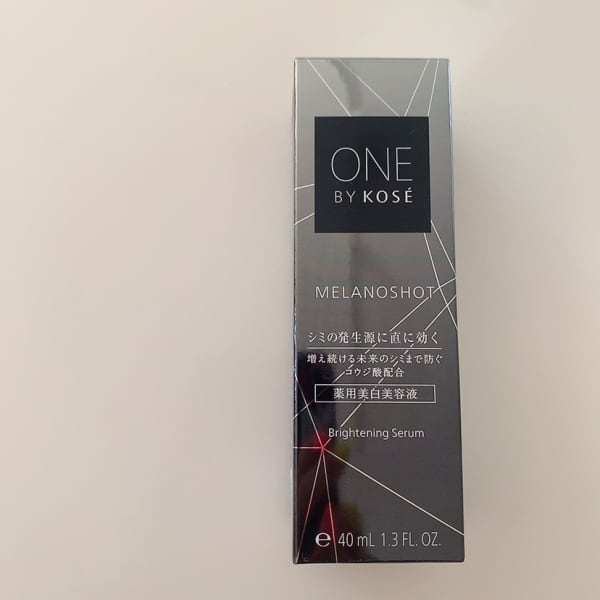 ONE
BY KOSÉ
MELANOSHOT
シミの発生源に直に効く
増え続ける未来のシミまで防ぐ
コウジ酸配合
薬用美白美容液
Brightening Serum
℮ 40 mL 1.3 FL. OZ.